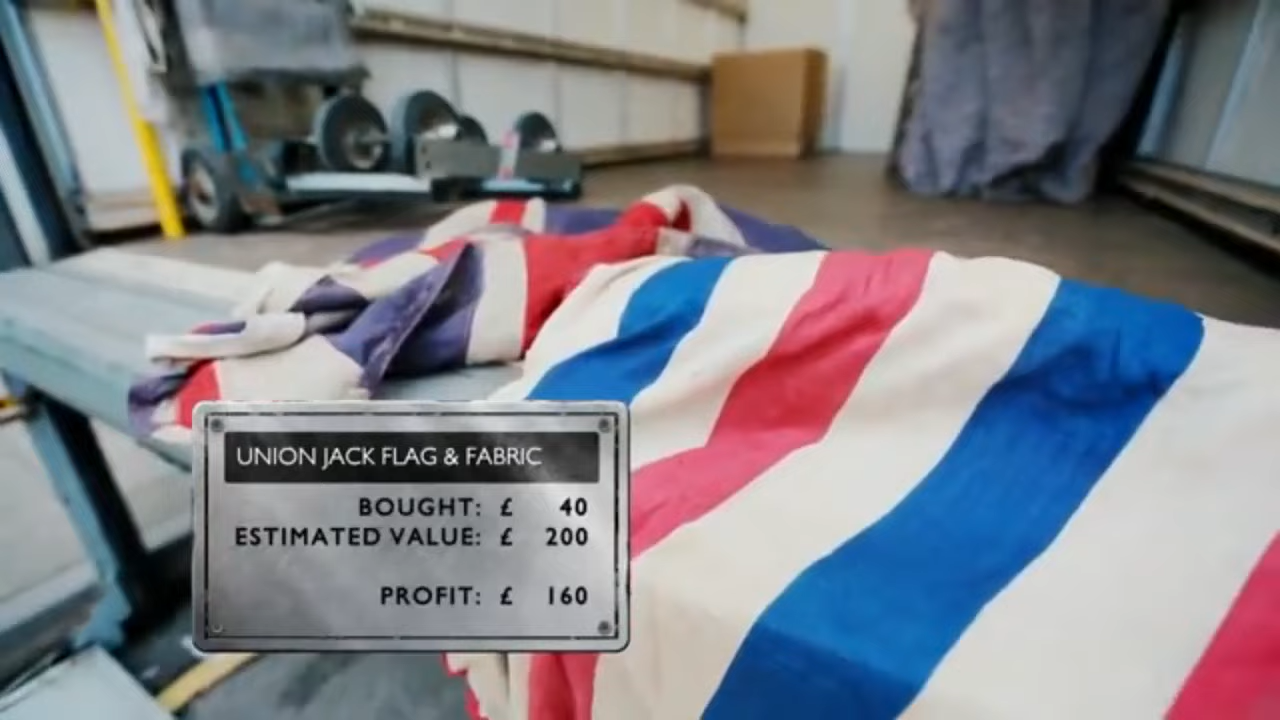 UNION JACK FLAG & FABRIC
BOUGHT: £ 40
ESTIMATED VALUE: £ 200
PROFIT: £ 160